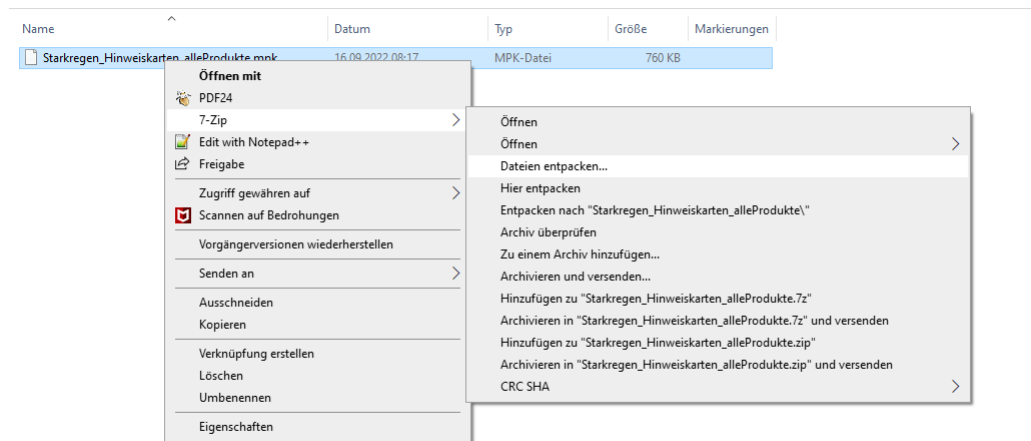 Name Datum Typ Größe Markierungen
Starkregen_Hinweiskarten_alleProdukte.mpk 16.09.2022 08:17 MPK-Datei 760 KB
Öffnen mit
PDF24
7-Zip
Edit with Notepad++
Freigabe
Zugriff gewähren auf
Scannen auf Bedrohungen
Vorgängerversionen wiederherstellen
Senden an
Ausschneiden
Kopieren
Verknüpfung erstellen
Löschen
Umbenennen
Eigenschaften
Öffnen
Öffnen
Dateien entpacken...
Hier entpacken
Entpacken nach "Starkregen_Hinweiskarten_alleProdukte\"
Archiv überprüfen
Zu einem Archiv hinzufügen...
Archivieren und versenden...
Hinzufügen zu "Starkregen_Hinweiskarten_alleProdukte.7z"
Archivieren in "Starkregen_Hinweiskarten_alleProdukte.7z" und versenden
Hinzufügen zu "Starkregen_Hinweiskarten_alleProdukte.zip"
Archivieren in "Starkregen_Hinweiskarten_alleProdukte.zip" und versenden
CRC SHA